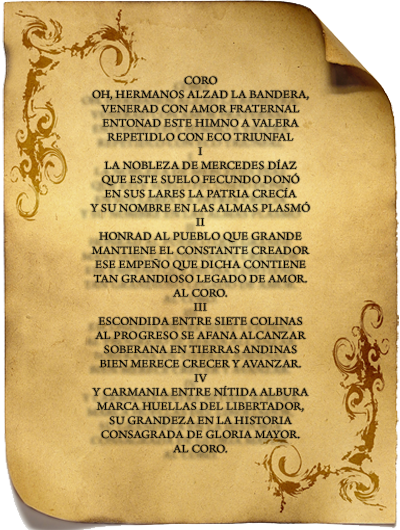 CORO
OH, HERMANOS ALZAD LA BANDERA,
VENERAD CON AMOR FRATERNAL
ENTONAD ESTE HIMNO A VALERA
REPETIDLO CON ECO TRIUNFAL
I
LA NOBLEZA DE MERCEDES DÍAZ
QUE ESTE SUELO FECUNDO DONÓ
EN SUS LARES LA PATRIA CRECÍA
Y SU NOMBRE EN LAS ALMAS PLASMÓ
II
HONRAD AL PUEBLO QUE GRANDE
MANTIENE EL CONSTANTE CREADOR
ESE EMPEÑO QUE DICHA CONTIENE
TAN GRANDIOSO LEGADO DE AMOR.
AL CORO.
III
ESCONDIDA ENTRE SIETE COLINAS
AL PROGRESO SE AFANA ALCANZAR
SOBERANA EN TIERRAS ANDINAS
BIEN MERECE CRECER Y AVANZAR.
IV
Y CARMANIA ENTRE NÍTIDA ALBURA
MARCA HUELLAS DEL LIBERTADOR,
SU GRANDEZA EN LA HISTORIA
CONSAGRADA DE GLORIA MAYOR.
AL CORO.